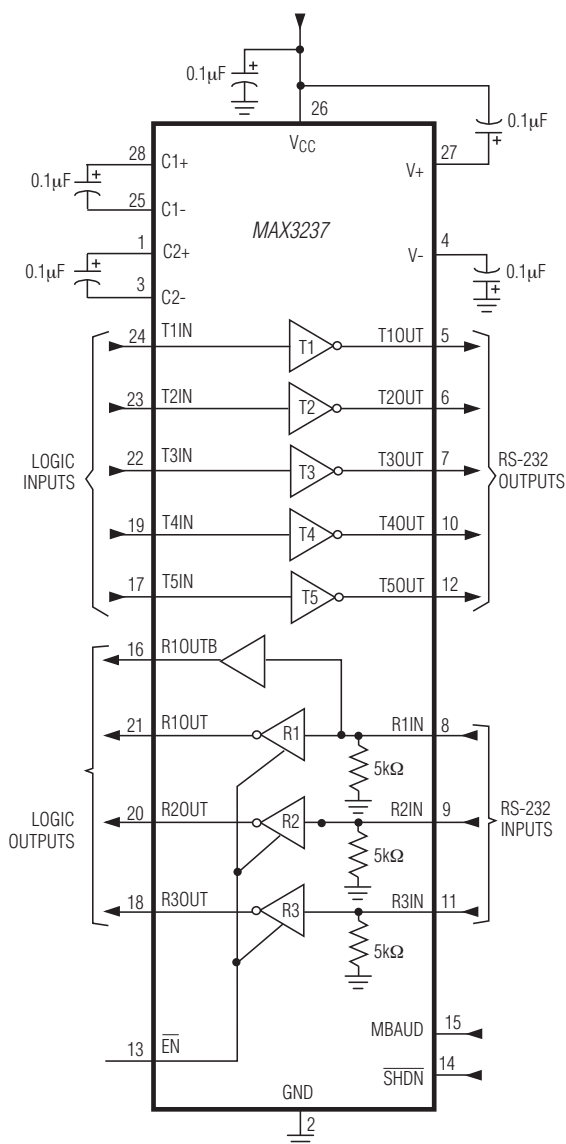 0.1µF
+
26
VCC
0.1µF
+
27
V+
28
C1+
0.1µF
+
25
C1-
MAX3237
1
C2+
0.1µF
+
3
C2-
4
V-
0.1µF
+
24 T1IN T1 T1OUT 5
23 T2IN T2 T2OUT 6
22 T3IN T3 T3OUT 7
LOGIC
INPUTS
RS-232
OUTPUTS
19 T4IN T4 T4OUT 10
17 T5IN T5 T5OUT 12
16 R1OUTB
21 R1OUT R1 R1IN 8
5kΩ
20 R2OUT R2 R2IN 9
LOGIC
OUTPUTS
RS-232
INPUTS
5kΩ
18 R3OUT R3 R3IN 11
5kΩ
MBAUD 15
13 E̅N̅
S̅H̅D̅N̅ 14
GND
2